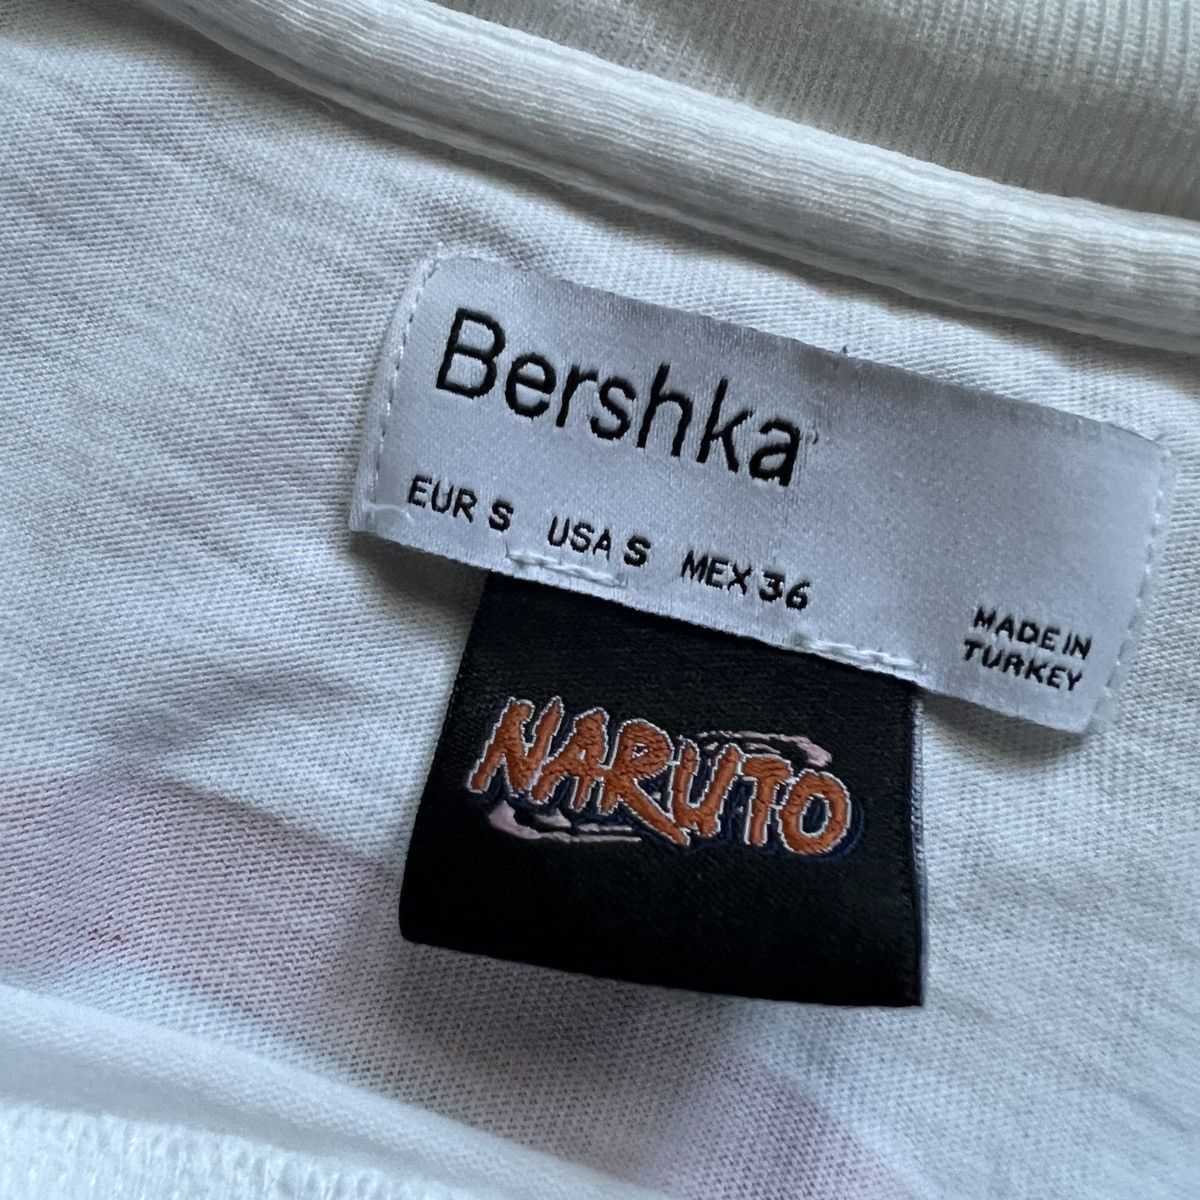 Bershka
EUR S USA S MEX 36
MADE IN
TURKEY
NARUTO